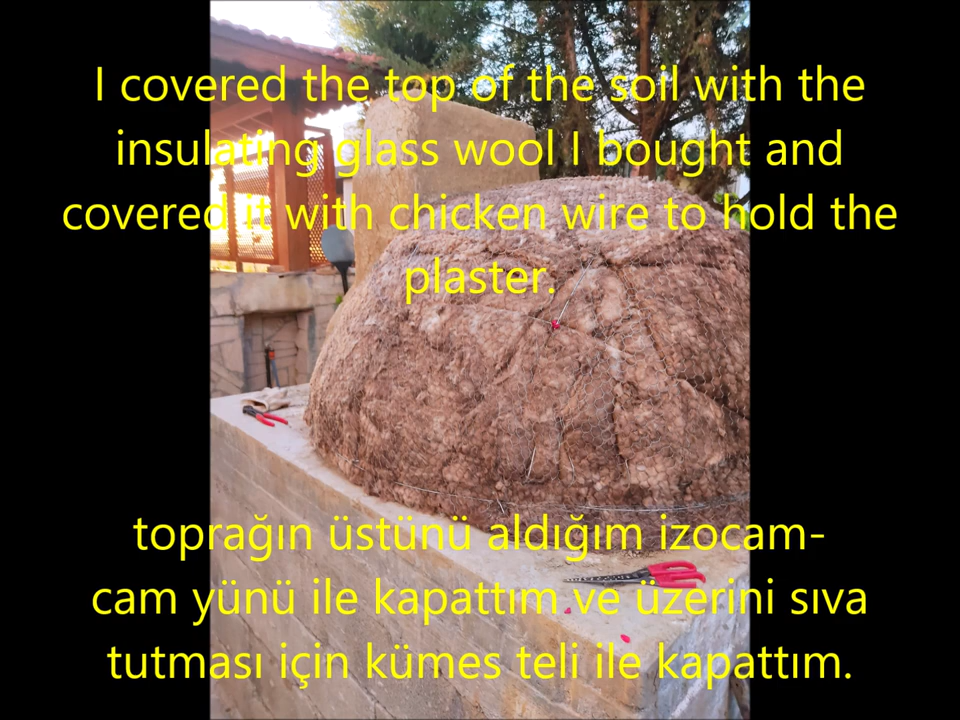 I covered the top of the soil with the
insulating glass wool I bought and
covered it with chicken wire to hold the
plaster.
toprağın üstünü aldığım izocam-
cam yünü ile kapattım ve üzerini sıva
tutması için kümes teli ile kapattım.